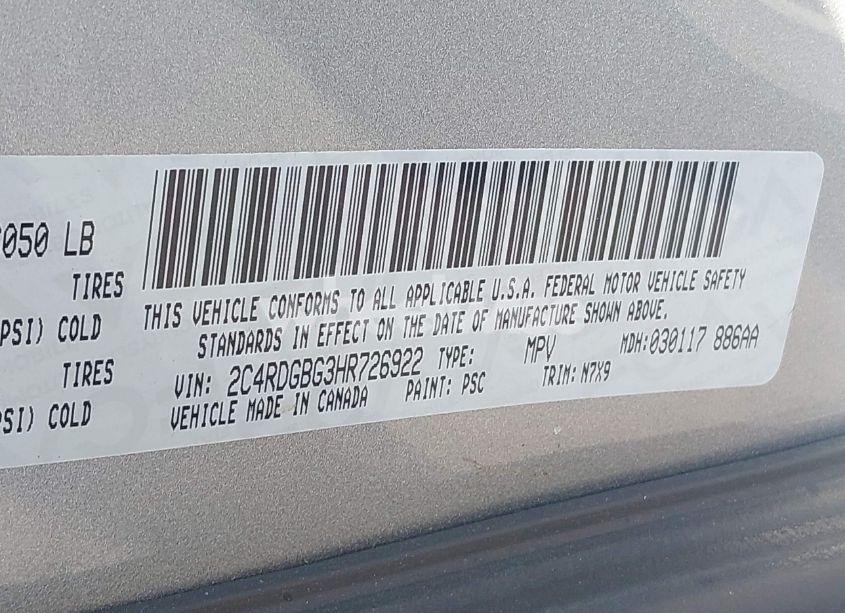 050 LB
TIRES
PSI) COLD
TIRES
PSI) COLD
THIS VEHICLE CONFORMS TO ALL APPLICABLE U.S.A. FEDERAL MOTOR VEHICLE SAFETY
STANDARDS IN EFFECT ON THE DATE OF MANUFACTURE SHOWN ABOVE.
VIN: 2C4RDGBG3HR726922 TYPE: MPV MDH:030117 886AA
VEHICLE MADE IN CANADA PAINT: PSC TRIM: N7X9